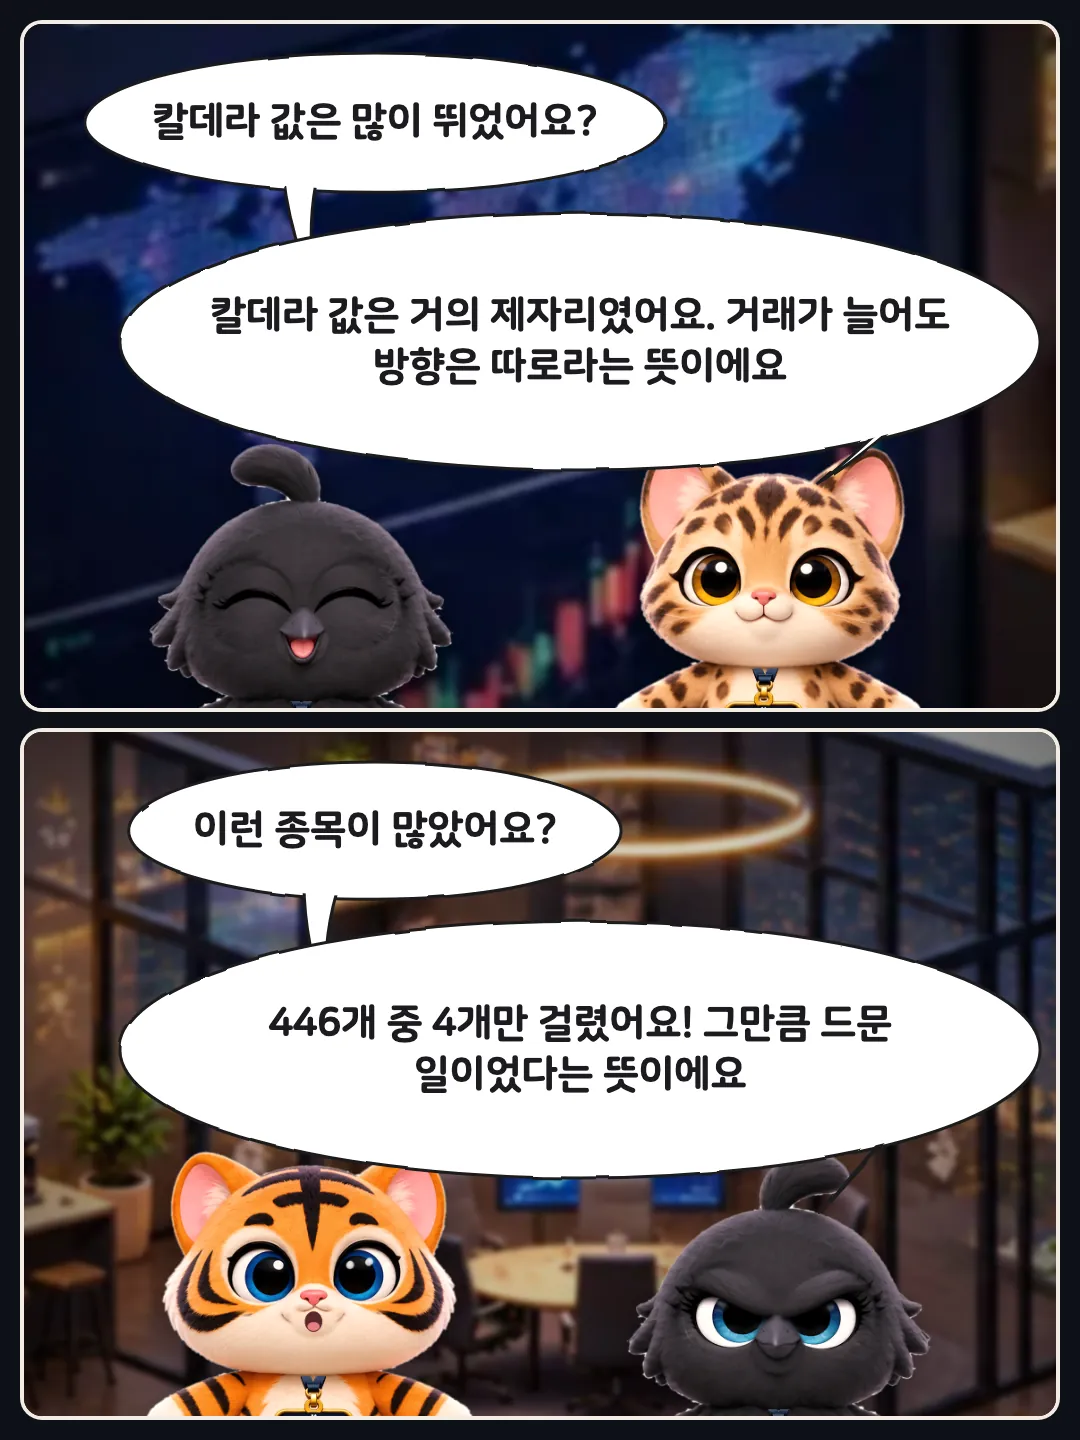 칼데라 값은 많이 뛰었어요?
칼데라 값은 거의 제자리였어요. 거래가 늘어도
방향은 따로라는 뜻이에요
이런 종목이 많았어요?
446개 중 4개만 걸렸어요! 그만큼 드문
일이었다는 뜻이에요